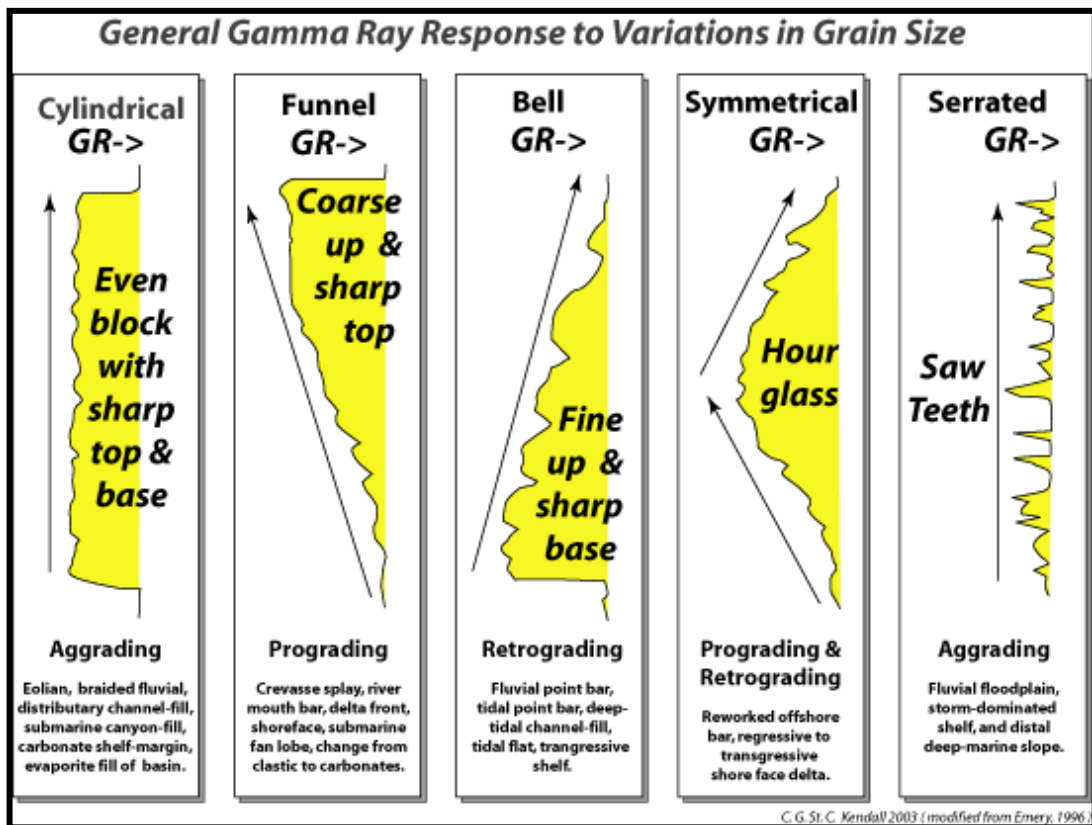 General Gamma Ray Response to Variations in Grain Size
Cylindrical
GR->
Even
block
with
sharp
top &
base
Aggrading
Eolian, braided fluvial,
distributary channel-fill,
submarine canyon-fill,
carbonate shelf-margin,
evaporite fill of basin.
Funnel
GR->
Coarse
up &
sharp
top
Prograding
Crevasse splay, river
mouth bar, delta front,
shoreface, submarine
fan lobe, change from
clastic to carbonates.
Bell
GR->
Fine
up &
sharp
base
Retrograding
Fluvial point bar,
tidal point bar, deep-
tidal channel-fill,
tidal flat, trangressive
shelf.
Symmetrical
GR->
Hour
glass
Prograding &
Retrograding
Reworked offshore
bar, regressive to
transgressive
shore face delta.
Serrated
GR->
Saw
Teeth
Aggrading
Fluvial floodplain,
storm-dominated
shelf, and distal
deep-marine slope.
C. G. St. C. Kendall 2003 ( modified from Emery, 1996 )